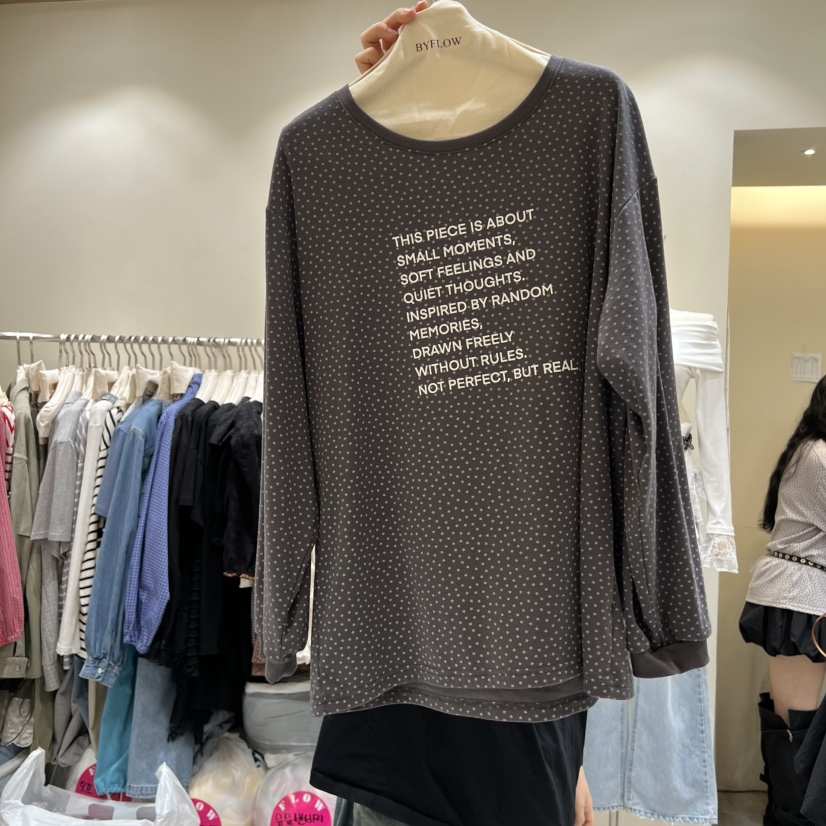 BYFLOW
THIS PIECE IS ABOUT
SMALL MOMENTS,
SOFT FEELINGS AND
QUIET THOUGHTS.
INSPIRED BY RANDOM
MEMORIES,
DRAWN FREELY
WITHOUT RULES.
NOT PERFECT, BUT REAL
FLOW